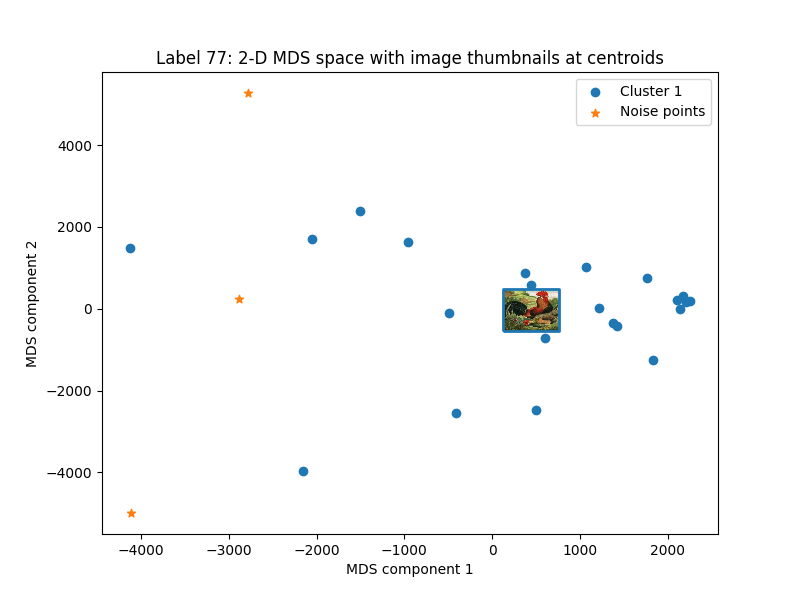 Label 77: 2-D MDS space with image thumbnails at centroids
Cluster 1
Noise points
4000
2000
0
−2000
−4000
MDS component 2
−4000 −3000 −2000 −1000 0 1000 2000
MDS component 1